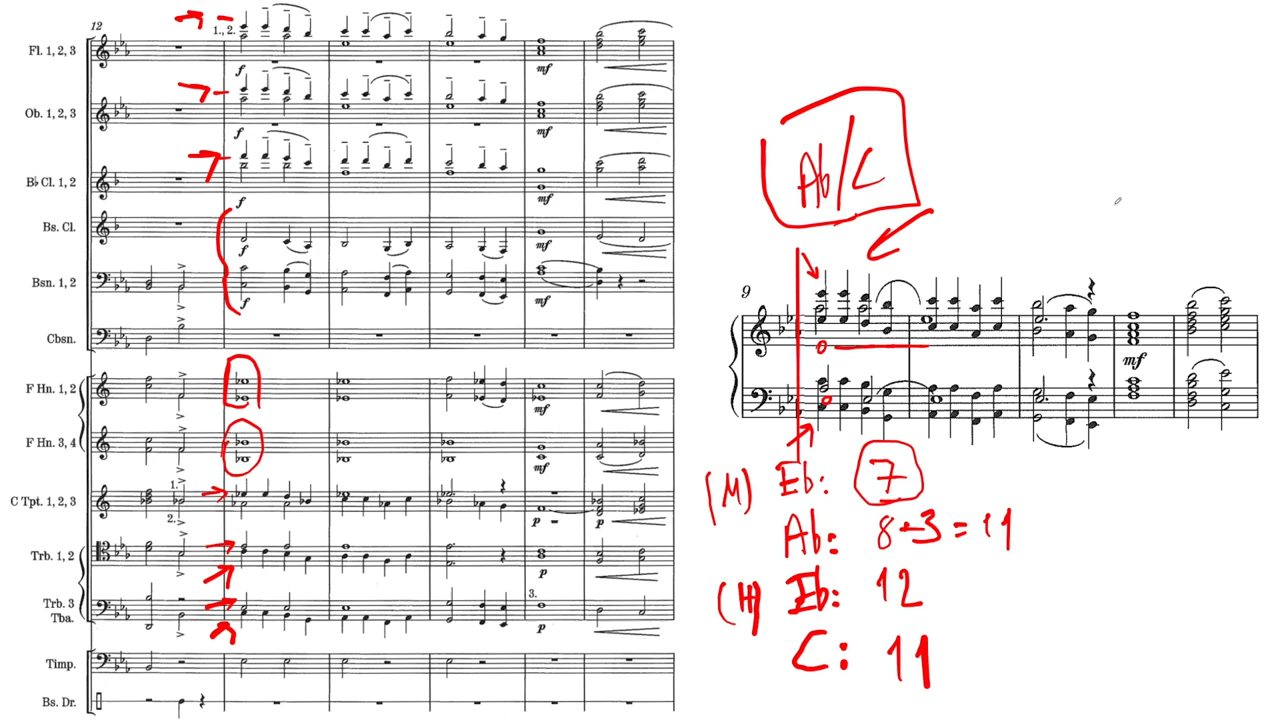 12
Fl. 1, 2, 3
1., 2.
f
mf
Ob. 1, 2, 3
f
mf
B♭ Cl. 1, 2
f
mf
Bs. Cl.
f
mf
Bsn. 1, 2
f
mf
Cbsn.
F Hn. 1, 2
mf
F Hn. 3, 4
mf
C Tpt. 1, 2, 3
1.
2.
p
p
Trb. 1, 2
p
Trb. 3
Tba.
3.
p
Timp.
Bs. Dr.
Ab/C
9
mf
(M) Eb: 7
Ab: 8+3=11
(H) Eb: 12
C: 11